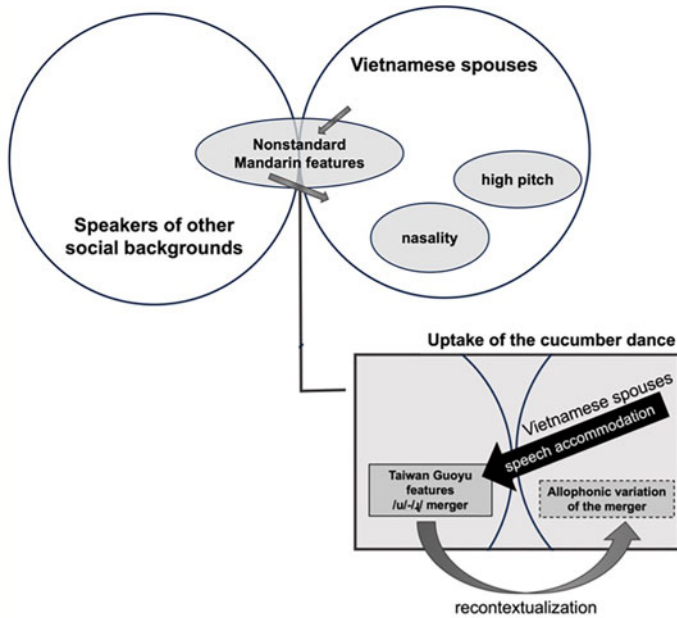 Vietnamese spouses
Nonstandard
Mandarin features
high pitch
Speakers of other
social backgrounds
nasality
Uptake of the cucumber dance
Vietnamese spouses
speech accommodation
Taiwan Guoyu
features
/u/-/ɻ̩/ merger
Allophonic variation
of the merger
recontextualization